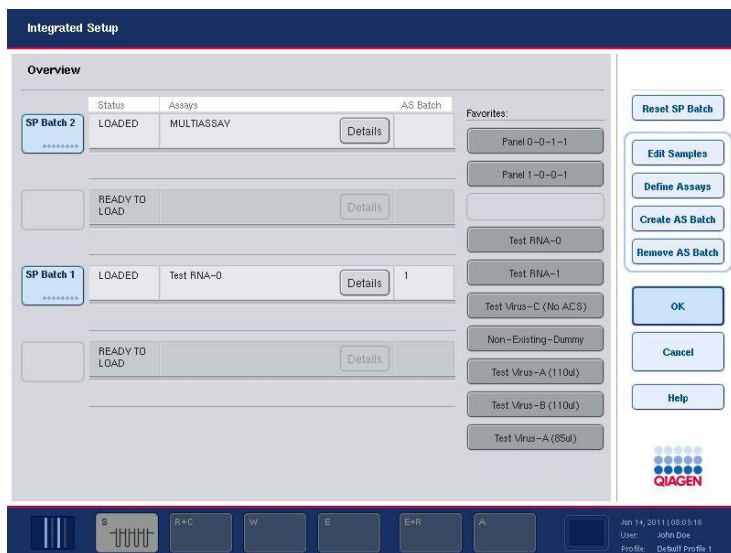 Integrated Setup
Overview
Status Assays AS Batch
Favorites:
SP Batch 2 LOADED MULTIASSAY Details
READY TO
LOAD Details
SP Batch 1 LOADED Test RNA-0 Details 1
READY TO
LOAD Details
Panel 0-0-1-1
Panel 1-0-0-1
Test RNA-0
Test RNA-1
Test Virus-C (No ACS)
Non-Existing-Dummy
Test Virus-A (110ul)
Test Virus-B (110ul)
Test Virus-A (85ul)
Reset SP Batch
Edit Samples
Define Assays
Create AS Batch
Remove AS Batch
OK
Cancel
Help
QIAGEN
S R+C W E E+R A
Jun 14, 2011 | 08:03:18
User: John Doe
Profile: Default Profile 1